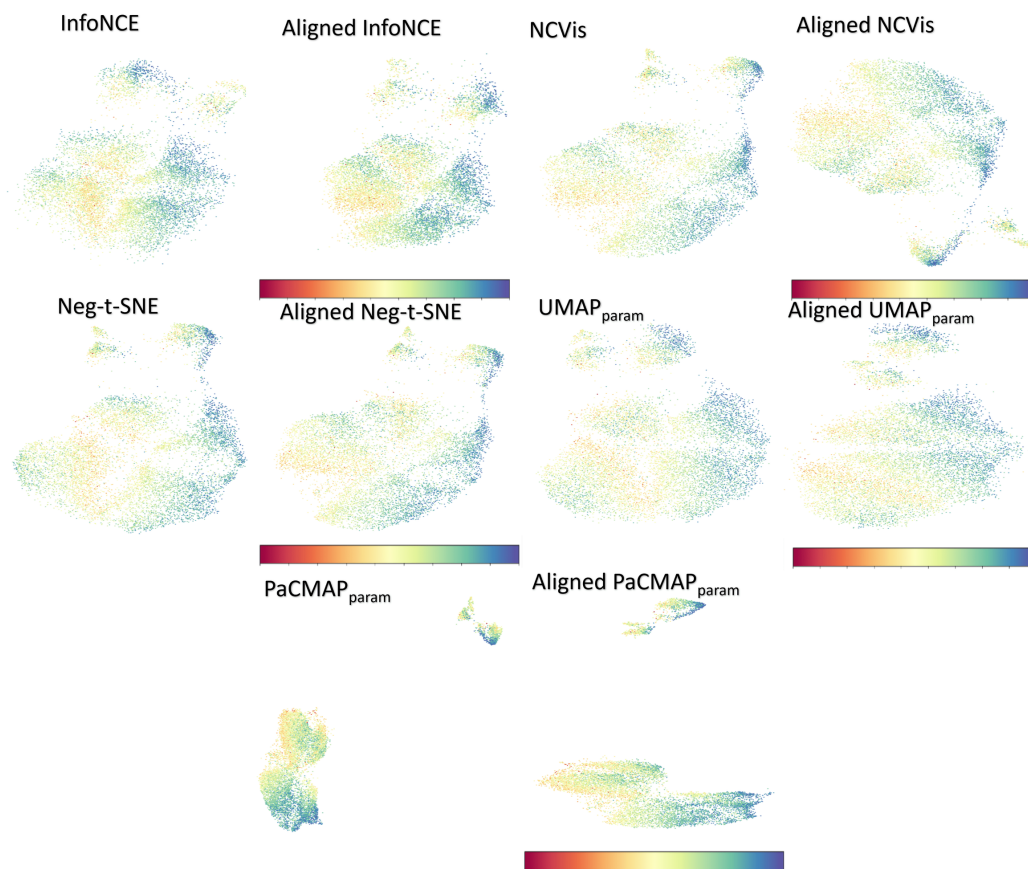 InfoNCE
Aligned InfoNCE
NCVis
Aligned NCVis
Neg-t-SNE
Aligned Neg-t-SNE
UMAPparam
Aligned UMAPparam
PaCMAPparam
Aligned PaCMAPparam